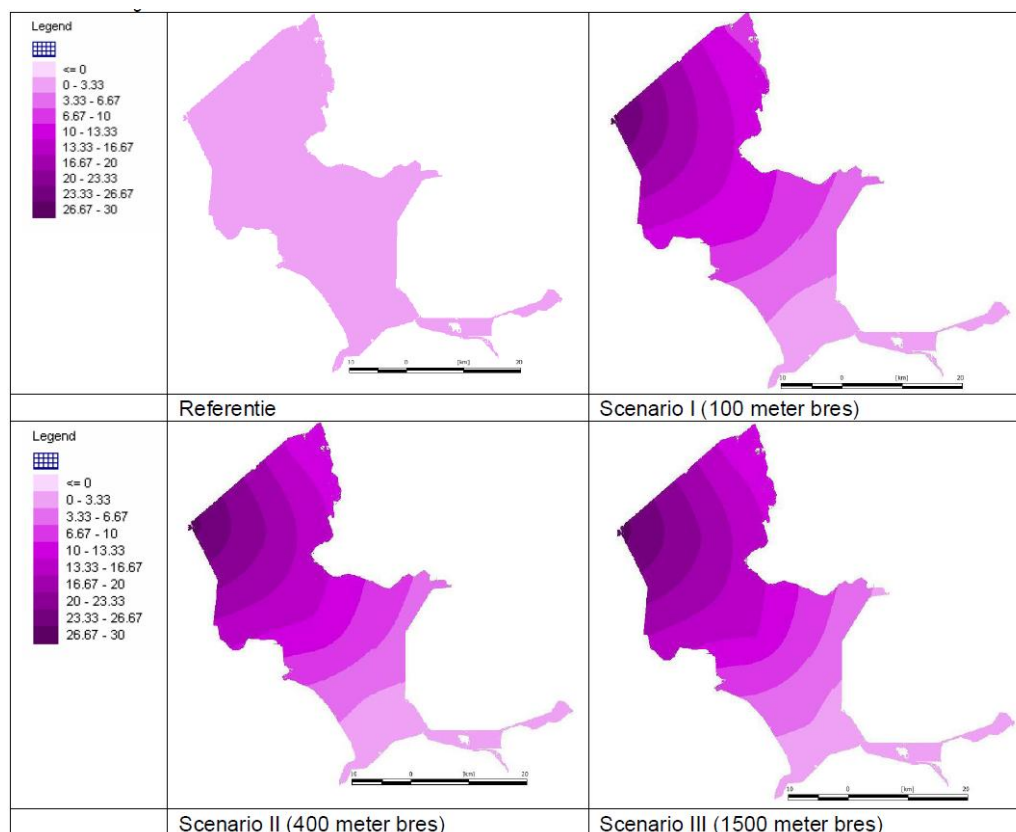 Legend
<= 0
0 - 3.33
3.33 - 6.67
6.67 - 10
10 - 13.33
13.33 - 16.67
16.67 - 20
20 - 23.33
23.33 - 26.67
26.67 - 30
10 0 [km] 20
10 0 [km] 20
Referentie
Scenario I (100 meter bres)
Legend
<= 0
0 - 3.33
3.33 - 6.67
6.67 - 10
10 - 13.33
13.33 - 16.67
16.67 - 20
20 - 23.33
23.33 - 26.67
26.67 - 30
10 0 [km] 20
10 0 [km] 20
Scenario II (400 meter bres)
Scenario III (1500 meter bres)